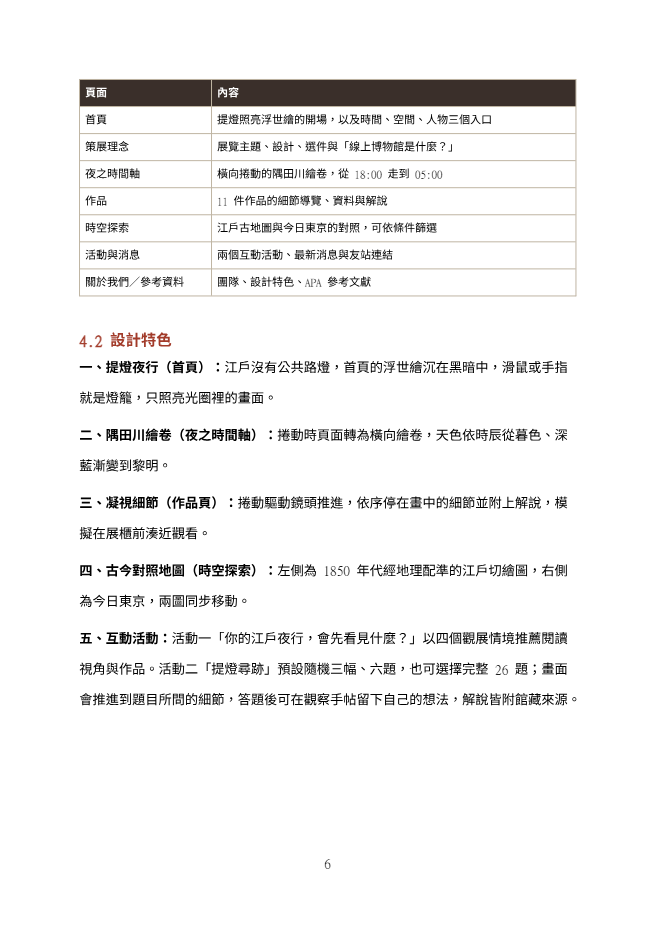 頁面 內容
首頁 提燈照亮浮世繪的開場，以及時間、空間、人物三個入口
策展理念 展覽主題、設計、選件與「線上博物館是什麼？」
夜之時間軸 橫向捲動的隅田川繪卷，從 18:00 走到 05:00
作品 11 件作品的細節導覽、資料與解說
時空探索 江戶古地圖與今日東京的對照，可依條件篩選
活動與消息 兩個互動活動、最新消息與友站連結
關於我們／參考資料 團隊、設計特色、APA 參考文獻
4.2 設計特色
一、提燈夜行（首頁）：江戶沒有公共路燈，首頁的浮世繪沉在黑暗中，滑鼠或手指
就是燈籠，只照亮光圈裡的畫面。
二、隅田川繪卷（夜之時間軸）：捲動時頁面轉為橫向繪卷，天色依時辰從暮色、深
藍漸變到黎明。
三、凝視細節（作品頁）：捲動驅動鏡頭推進，依序停在畫中的細節並附上解說，模
擬在展櫃前湊近觀看。
四、古今對照地圖（時空探索）：左側為 1850 年代經地理配準的江戶切繪圖，右側
為今日東京，兩圖同步移動。
五、互動活動：活動一「你的江戶夜行，會先看見什麼？」以四個觀展情境推薦閱讀
視角與作品。活動二「提燈尋跡」預設隨機三幅、六題，也可選擇完整 26 題；畫面
會推進到題目所問的細節，答題後可在觀察手帖留下自己的想法，解說皆附館藏來源。
6